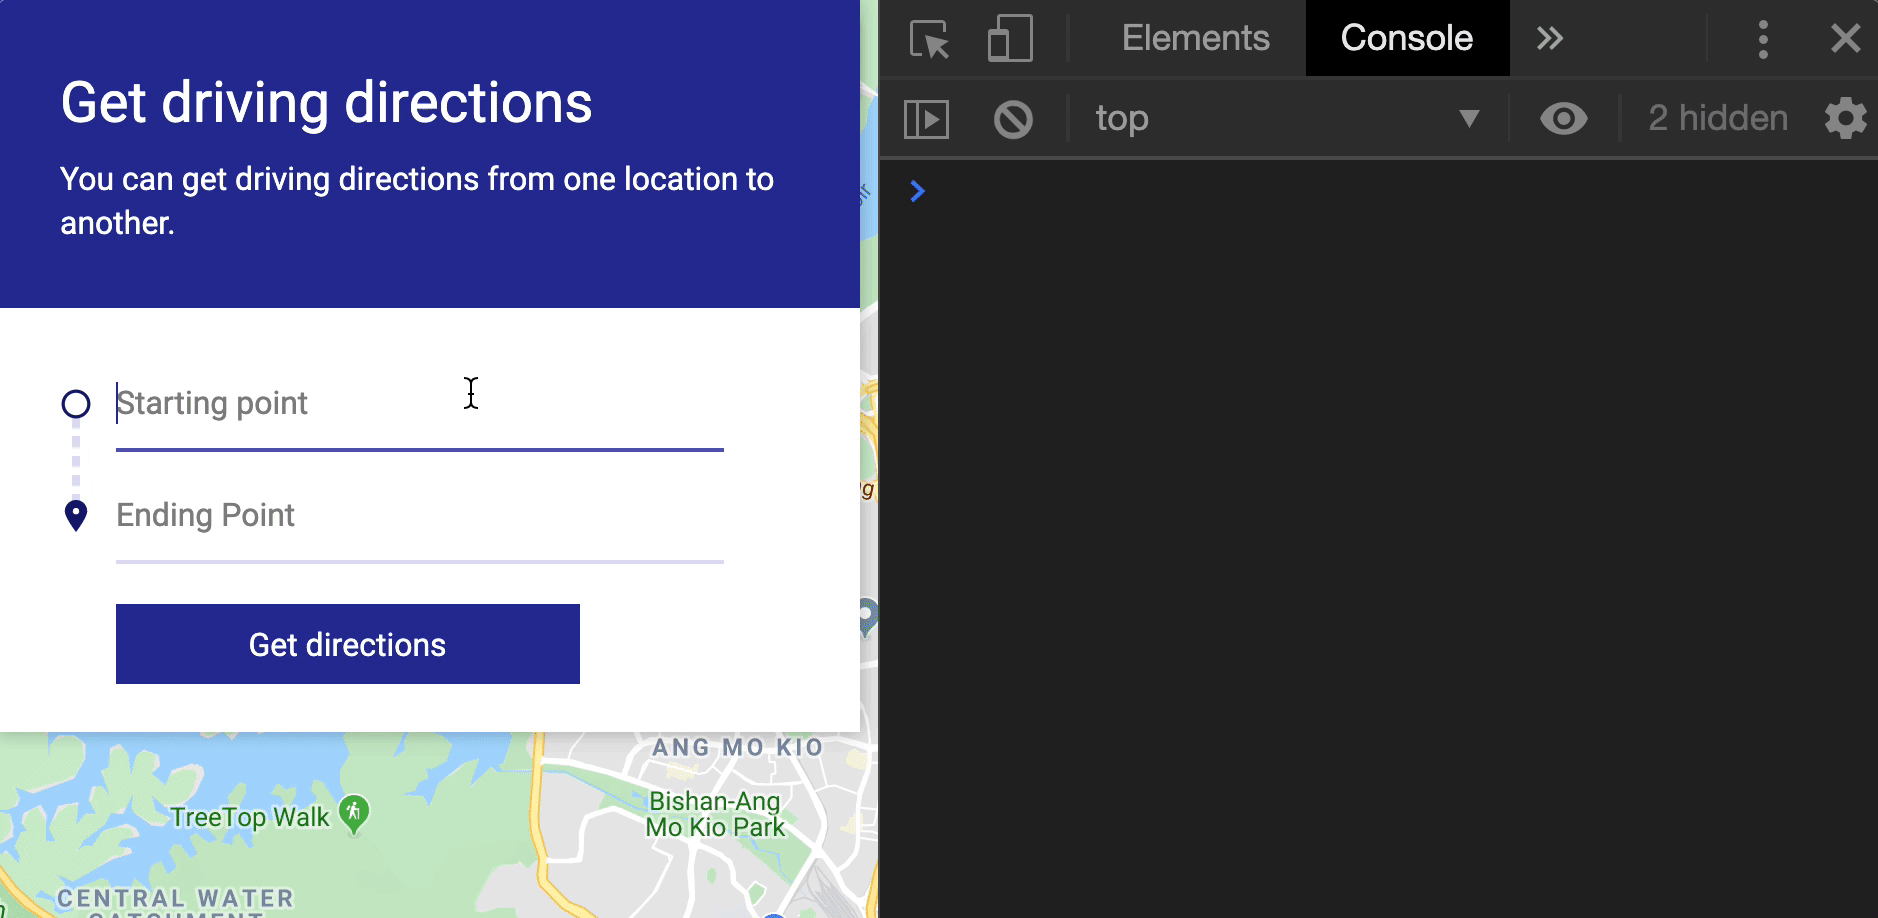 Get driving directions
You can get driving directions from one location to
another.
Starting point
Ending Point
Get directions
ANG MO KIO
Bishan-Ang
Mo Kio Park
TreeTop Walk
CENTRAL WATER
CATCHMENT
Elements
Console
top
2 hidden